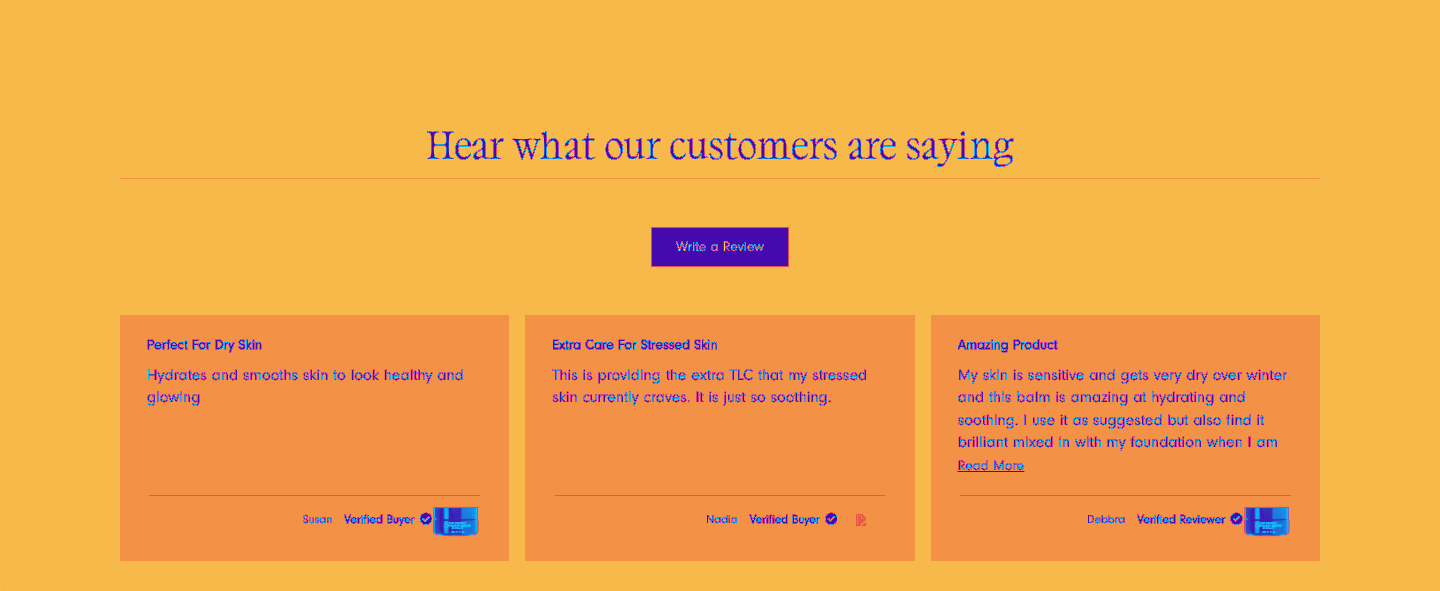 Hear what our customers are saying
Write a Review
Perfect For Dry Skin
Hydrates and smooths skin to look healthy and
glowing
Susan Verified Buyer
Extra Care For Stressed Skin
This is providing the extra TLC that my stressed
skin currently craves. It is just so soothing.
Nadia Verified Buyer
Amazing Product
My skin is sensitive and gets very dry over winter
and this balm is amazing at hydrating and
soothing. I use it as suggested but also find it
brilliant mixed in with my foundation when I am
Read More
Debbra Verified Reviewer